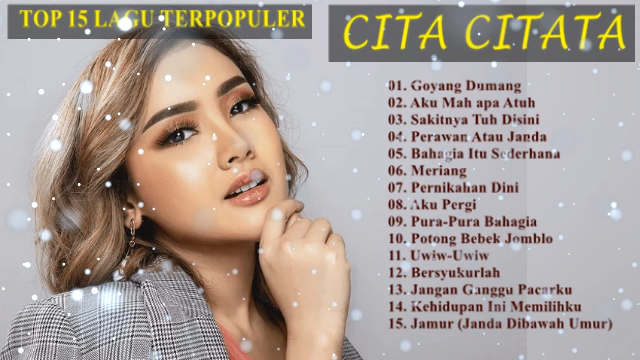 TOP 15 LAGU TERPOPULER
CITA CITATA
01. Goyang Dumang
02. Aku Mah apa Atuh
03. Sakitnya Tuh Disini
04. Perawan Atau Janda
05. Bahagia Itu Sederhana
06. Meriang
07. Pernikahan Dini
08. Aku Pergi
09. Pura-Pura Bahagia
10. Potong Bebek Jomblo
11. Uwiw-Uwiw
12. Bersyukurlah
13. Jangan Ganggu Pacarku
14. Kehidupan Ini Memilihku
15. Jamur (Janda Dibawah Umur)